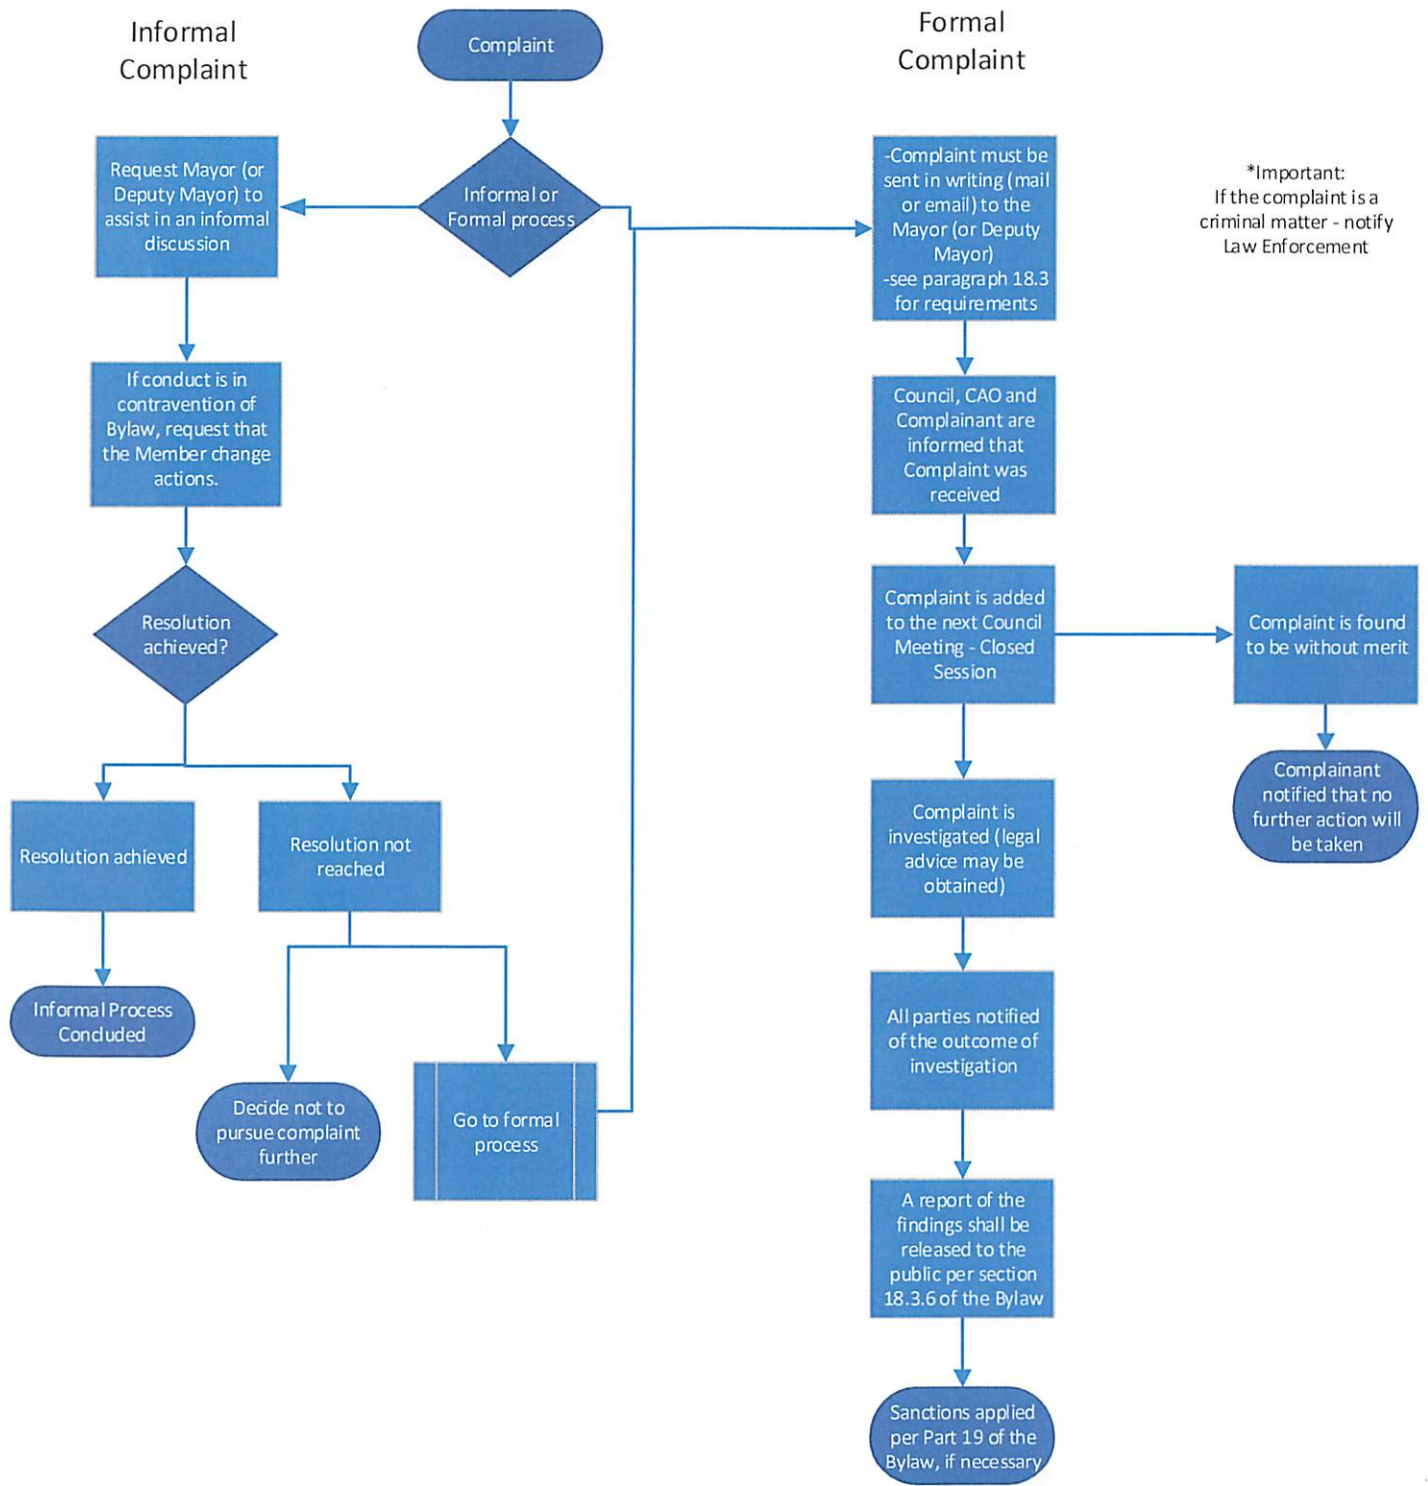 Informal
Complaint
Complaint
Formal
Complaint
Informal or
Formal process
Request Mayor (or
Deputy Mayor) to
assist in an informal
discussion
If conduct is in
contravention of
Bylaw, request that
the Member change
actions.
Resolution
achieved?
Resolution achieved
Resolution not
reached
Informal Process
Concluded
Decide not to
pursue complaint
further
Go to formal
process
-Complaint must be
sent in writing (mail
or email) to the
Mayor (or Deputy
Mayor)
-see paragraph 18.3
for requirements
*Important:
If the complaint is a
criminal matter - notify
Law Enforcement
Council, CAO and
Complainant are
informed that
Complaint was
received
Complaint is added
to the next Council
Meeting - Closed
Session
Complaint is found
to be without merit
Complainant
notified that no
further action will
be taken
Complaint is
investigated (legal
advice may be
obtained)
All parties notified
of the outcome of
investigation
A report of the
findings shall be
released to the
public per section
18.3.6 of the Bylaw
Sanctions applied
per Part 19 of the
Bylaw, if necessary